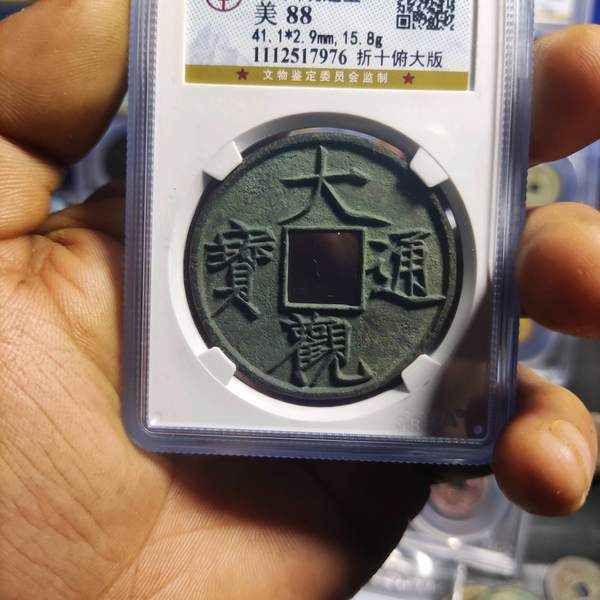 美 88
41.1*2.9mm,15.8g
1112517976 折十俯大版
★ 文物鉴定委员会监制 ★
大
寶 通
觀